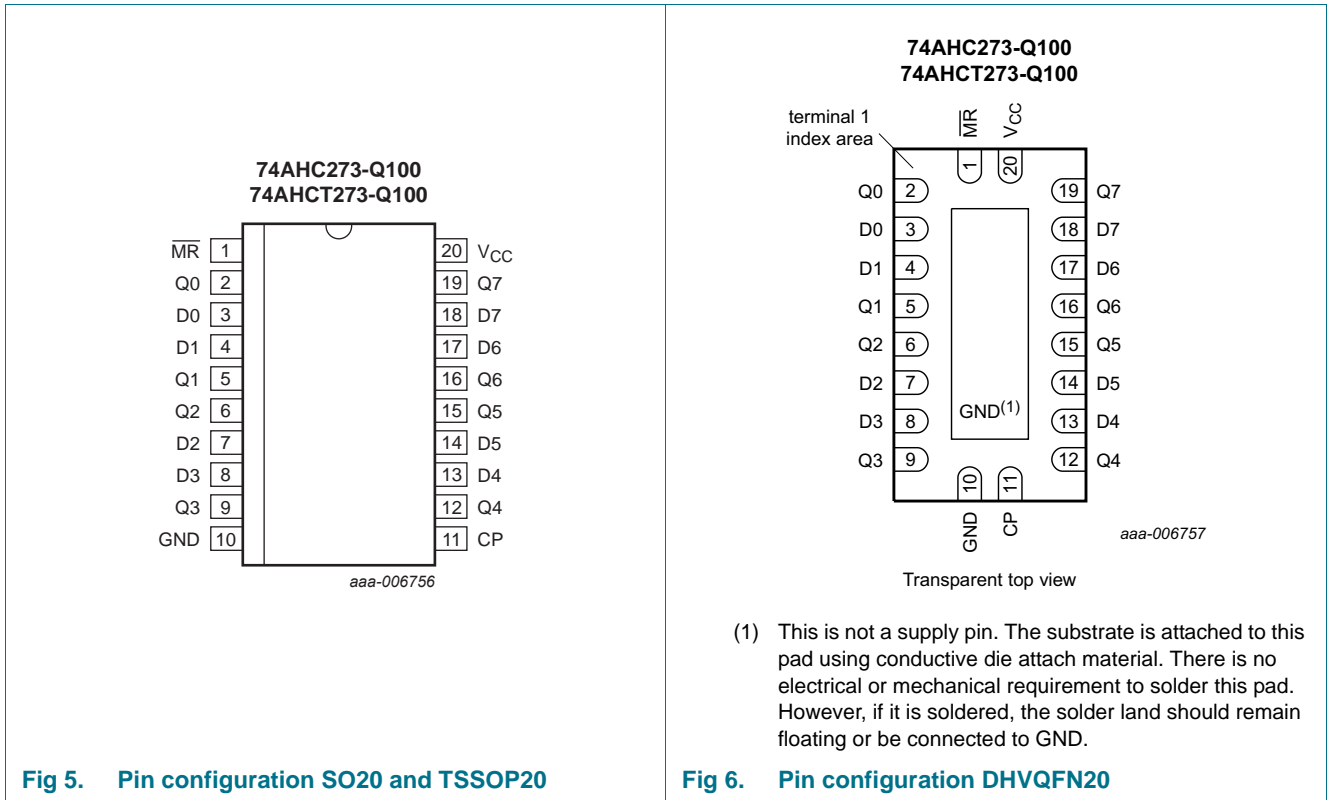 74AHC273-Q100
74AHCT273-Q100
M̅R̅ 1
Q0 2
D0 3
D1 4
Q1 5
Q2 6
D2 7
D3 8
Q3 9
GND 10
20 VCC
19 Q7
18 D7
17 D6
16 Q6
15 Q5
14 D5
13 D4
12 Q4
11 CP
aaa-006756
Fig 5. Pin configuration SO20 and TSSOP20
74AHC273-Q100
74AHCT273-Q100
terminal 1
index area
M̅R̅
VCC
1
20
Q0 2
D0 3
D1 4
Q1 5
Q2 6
D2 7
D3 8
Q3 9
19 Q7
18 D7
17 D6
16 Q6
15 Q5
14 D5
13 D4
12 Q4
GND(1)
10
11
GND
CP
aaa-006757
Transparent top view
(1) This is not a supply pin. The substrate is attached to this
pad using conductive die attach material. There is no
electrical or mechanical requirement to solder this pad.
However, if it is soldered, the solder land should remain
floating or be connected to GND.
Fig 6. Pin configuration DHVQFN20